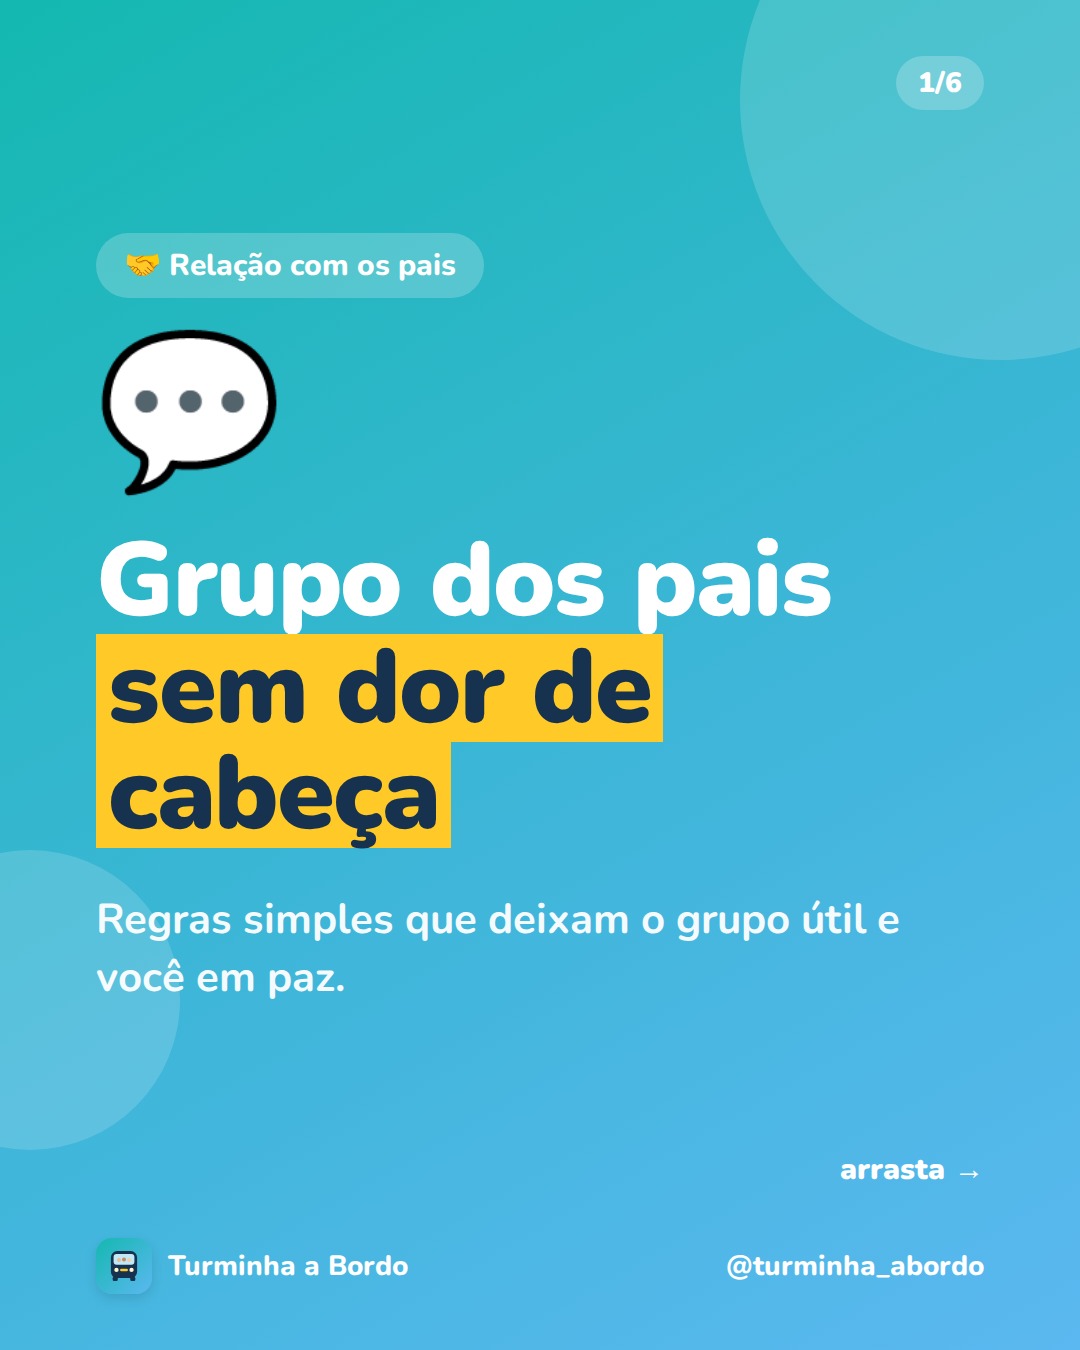 1/6
🤝 Relação com os pais
Grupo dos pais
sem dor de
cabeça
Regras simples que deixam o grupo útil e
você em paz.
arrasta →
Turminha a Bordo
@turminha_abordo